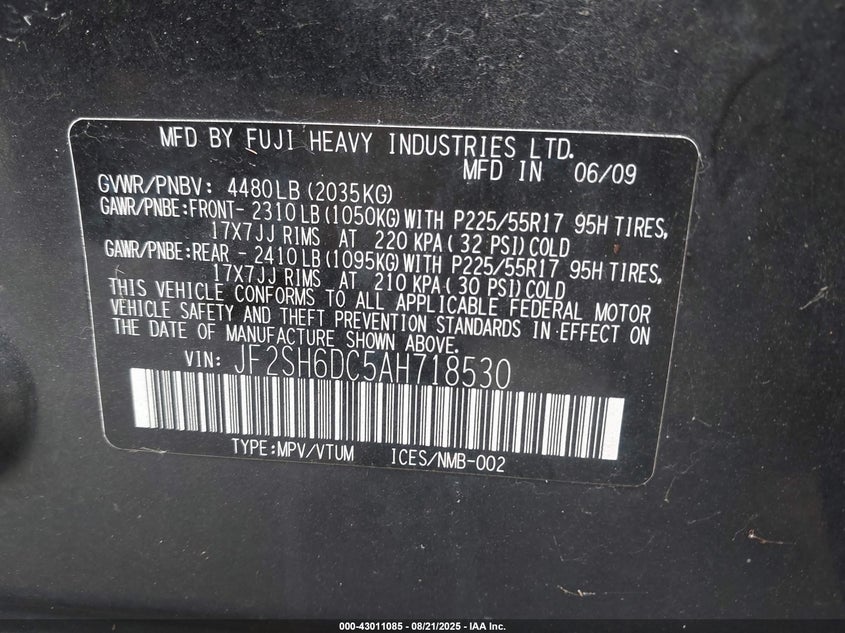 MFD BY FUJI HEAVY INDUSTRIES LTD.
MFD IN 06/09
GVWR/PNBV: 4480LB(2035KG)
GAWR/PNBE:FRONT- 2310LB(1050KG)WITH P225/55R17 95H TIRES,
17X7JJ RIMS AT 220 KPA( 32 PSI)COLD
GAWR/PNBE:REAR - 2410LB(1095KG)WITH P225/55R17 95H TIRES,
17X7JJ RIMS AT 210 KPA( 30 PSI)COLD
THIS VEHICLE CONFORMS TO ALL APPLICABLE FEDERAL MOTOR
VEHICLE SAFETY AND THEFT PREVENTION STANDARDS IN EFFECT ON
THE DATE OF MANUFACTURE SHOWN ABOVE.
VIN: JF2SH6DC5AH718530
TYPE:MPV/VTUM ICES/NMB-002
000-43011085 - 08/21/2025 - IAA Inc.